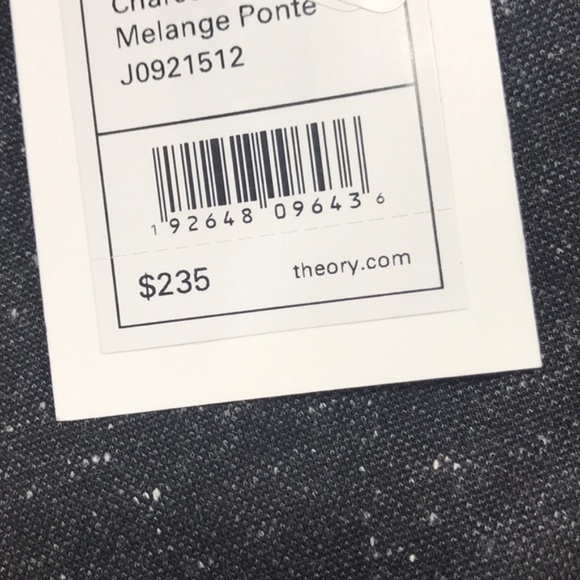 Melange Ponte
J0921512
1 92648 09643 6
$235
theory.com